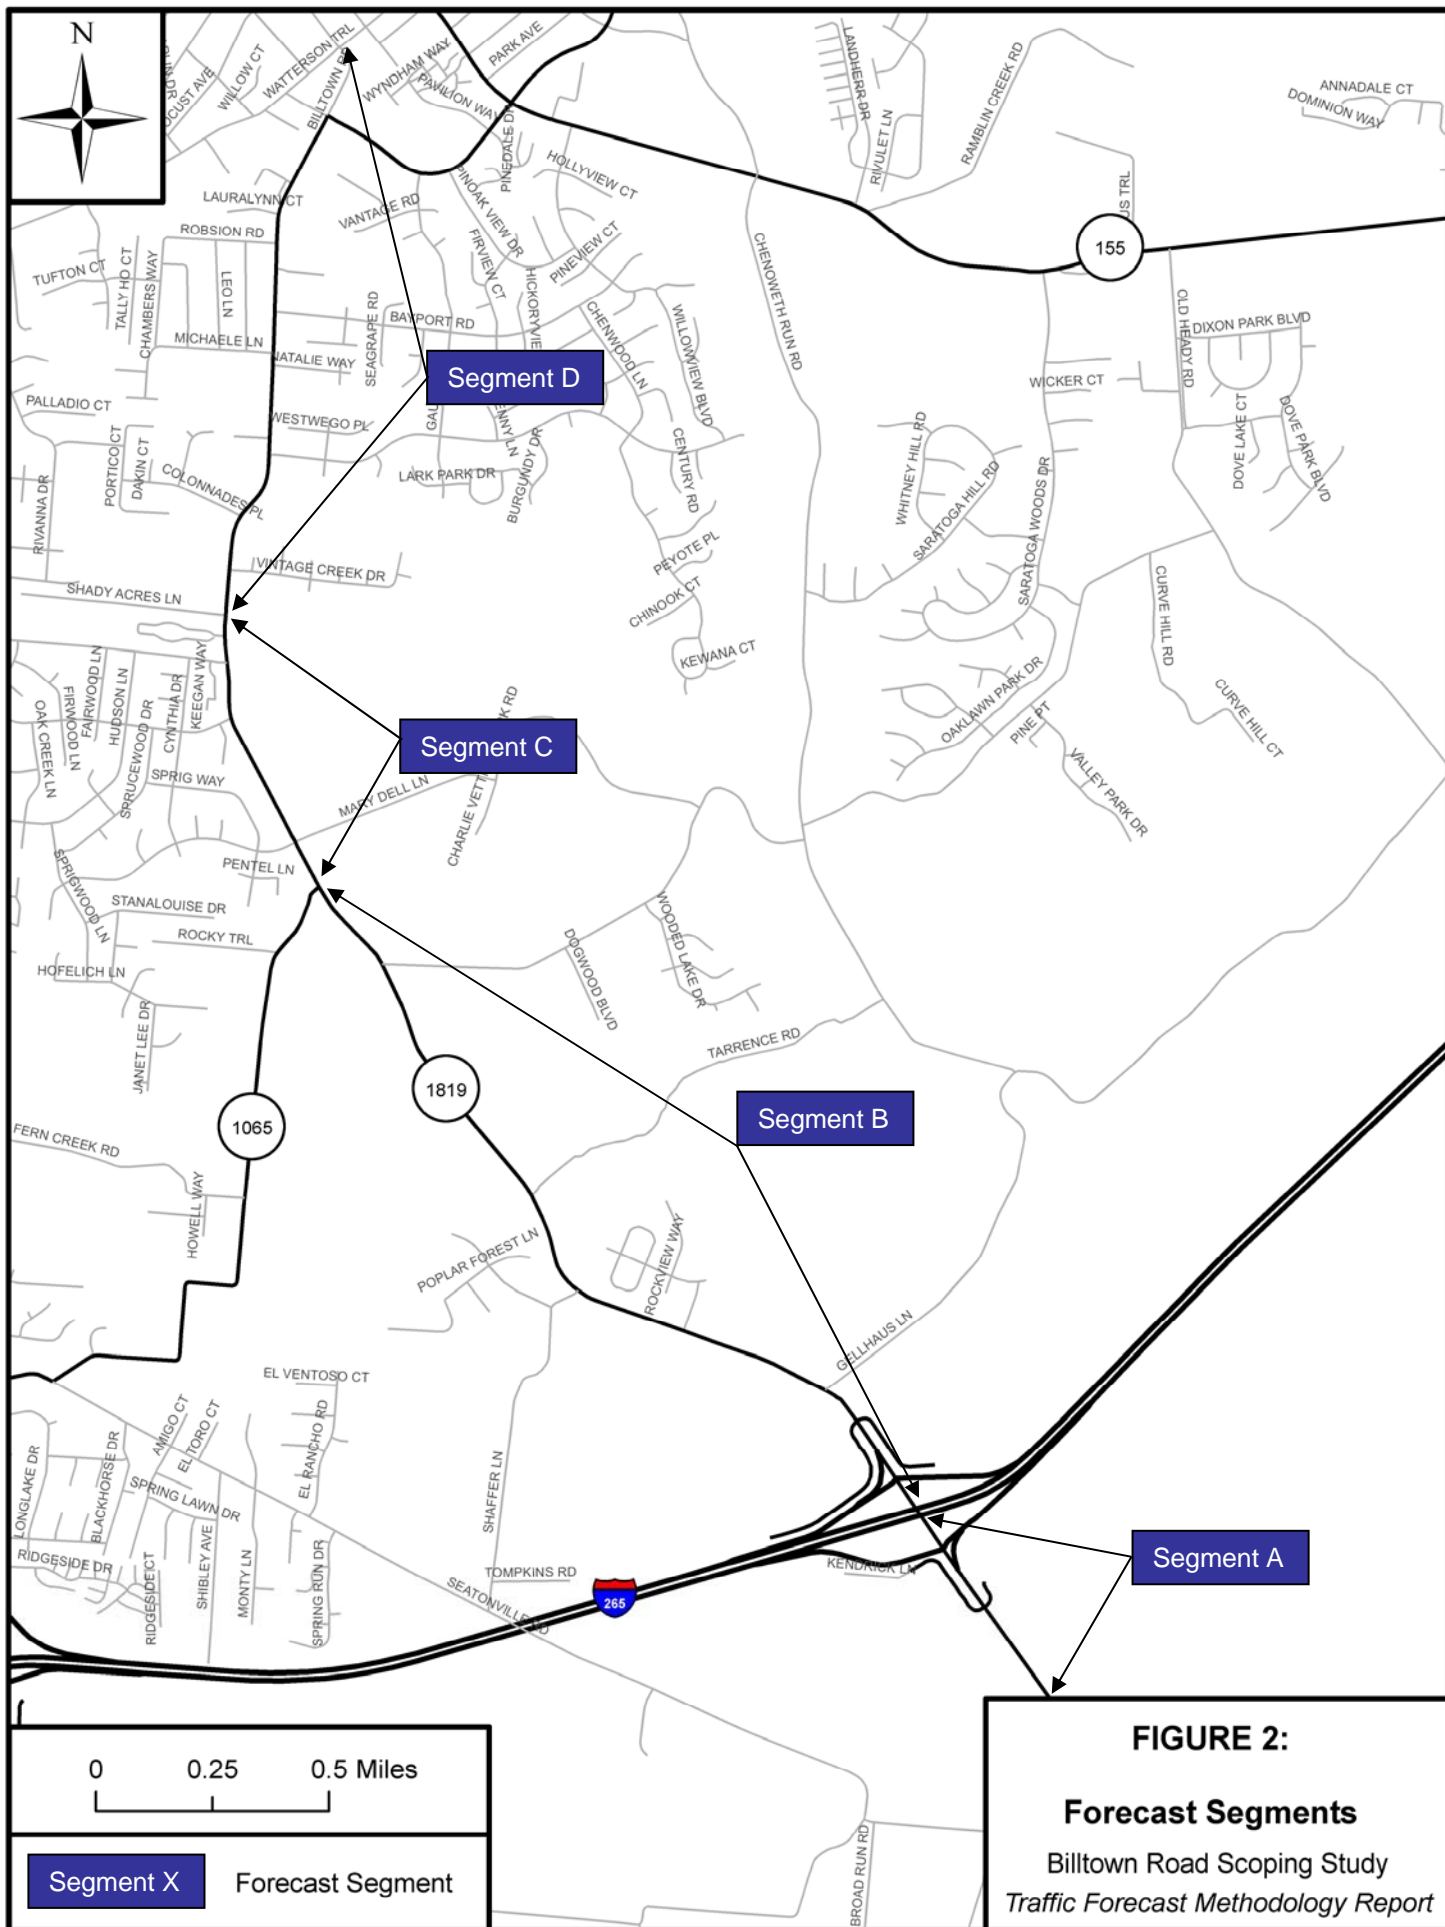 N
LOCUST AVE
WILLOW CT
WATTERSON TRL
BILLTOWN RD
WYNDHAM WAY
PARK AVE
PAVILION WAY
PINEDALE DR
HOLLYVIEW CT
LANDHERR DR
RIVULET LN
RAMBLIN CREEK RD
ANNADALE CT
DOMINION WAY
US TRL
155
LAURALYNN CT
VANTAGE RD
PINOAK VIEW DR
ROBSION RD
TUFTON CT
TALLY HO CT
CHAMBERS WAY
LEO LN
FIRVIEW CT
PINEVIEW CT
HICKORYVIE
CHENOWETH RUN RD
SEAGRAPE RD
BAYPORT RD
MICHAELE LN
NATALIE WAY
CHENWOOD LN
WILLOWVIEW BLVD
OLD HEADY RD
DIXON PARK BLVD
WICKER CT
Segment D
PALLADIO CT
PORTICO CT
DAKIN CT
WESTWEGO PL
GAU
ENNY LN
BURGUNDY DR
CENTURY RD
WHITNEY HILL RD
SARATOGA HILL RD
DOVE LAKE CT
DOVE PARK BLVD
COLONNADES PL
LARK PARK DR
RIVANNA DR
SARATOGA WOODS DR
VINTAGE CREEK DR
PEYOTE PL
CHINOOK CT
KEWANA CT
CURVE HILL RD
CURVE HILL CT
SHADY ACRES LN
OAK CREEK LN
FIRWOOD LN
FAIRWOOD LN
HUDSON LN
SPRUCEWOOD DR
CYNTHIA DR
KEEGAN WAY
OAKLAWN PARK DR
PINE PT
VALLEY PARK DR
Segment C
SPRIG WAY
MARY DELL LN
CHARLIE VETT
RK RD
PENTEL LN
SPRIGWOOD LN
STANALOUISE DR
ROCKY TRL
HOFELICH LN
JANET LEE DR
DOGWOOD BLVD
WOODED LAKE DR
TARRENCE RD
1819
1065
Segment B
FERN CREEK RD
HOWELL WAY
POPLAR FOREST LN
ROCKVIEW WAY
GELLHAUS LN
EL VENTOSO CT
EL RANCHO RD
AMIGO CT
EL TORO CT
LONGLAKE DR
BLACKHORSE DR
SPRING LAWN DR
SHAFFER LN
RIDGESIDE DR
RIDGESIDE CT
SHIBLEY AVE
MONTY LN
SPRING RUN DR
TOMPKINS RD
SEATONVILLE RD
265
KENDRICK LN
Segment A
BROAD RUN RD
0 0.25 0.5 Miles
Segment X Forecast Segment
FIGURE 2:
Forecast Segments
Billtown Road Scoping Study
Traffic Forecast Methodology Report